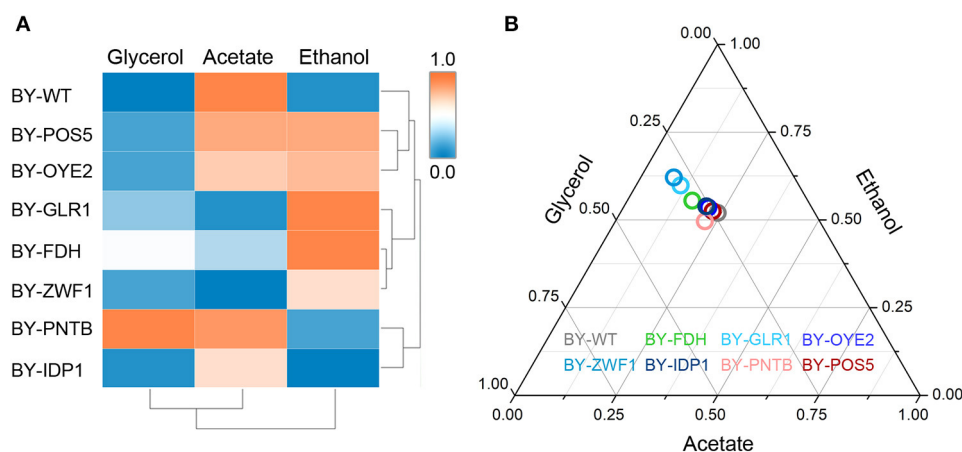 A
Glycerol Acetate Ethanol
1.0
0.0
BY-WT
BY-POS5
BY-OYE2
BY-GLR1
BY-FDH
BY-ZWF1
BY-PNTB
BY-IDP1
B
0.00
1.00
0.25
0.75
Glycerol
Ethanol
0.50
0.50
0.75
0.25
BY-WT BY-FDH BY-GLR1 BY-OYE2
BY-ZWF1 BY-IDP1 BY-PNTB BY-POS5
1.00
0.00
0.00 0.25 0.50 0.75 1.00
Acetate